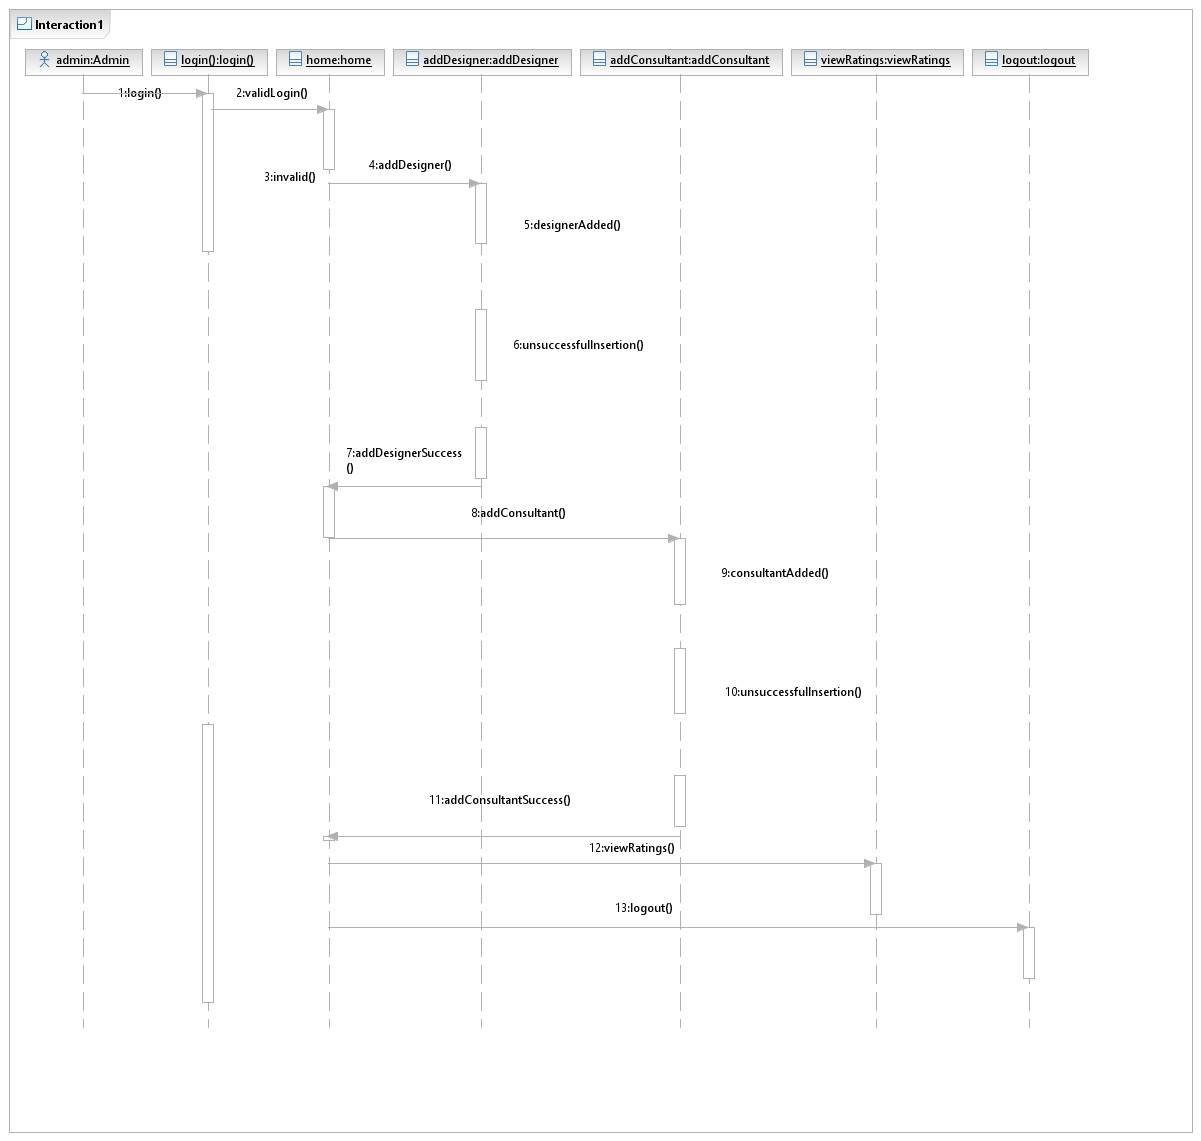 Interaction1
admin:Admin
login():login()
home:home
addDesigner:addDesigner
addConsultant:addConsultant
viewRatings:viewRatings
logout:logout
1:login()
2:validLogin()
4:addDesigner()
3:invalid()
5:designerAdded()
6:unsuccessfulInsertion()
7:addDesignerSuccess
()
8:addConsultant()
9:consultantAdded()
10:unsuccessfulInsertion()
11:addConsultantSuccess()
12:viewRatings()
13:logout()